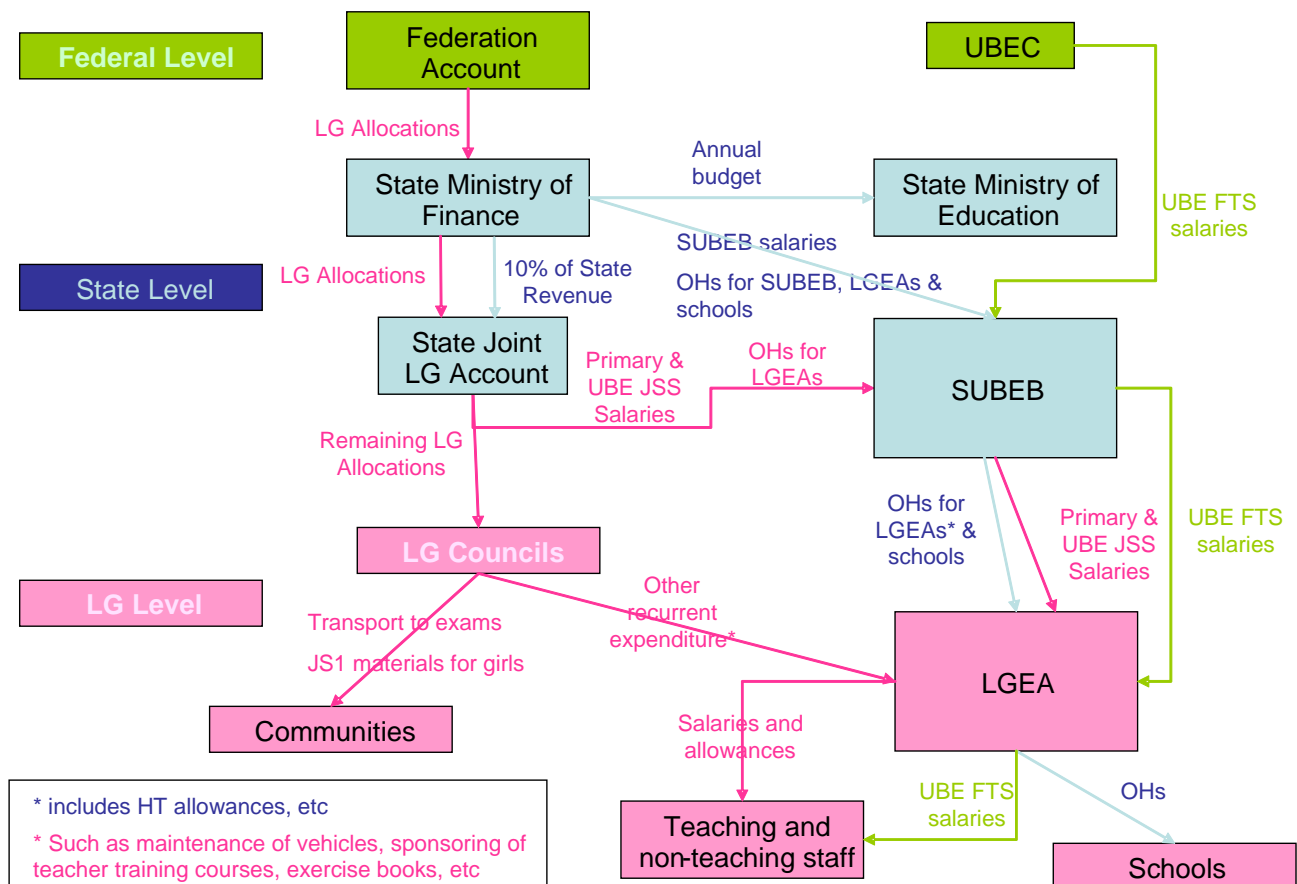 Federal Level
Federation
Account
UBEC
LG Allocations
State Ministry of
Finance
Annual
budget
State Ministry of
Education
UBE FTS
salaries
SUBEB salaries
OHs for SUBEB, LGEAs &
schools
State Level
LG Allocations
10% of State
Revenue
State Joint
LG Account
Primary &
UBE JSS
Salaries
OHs for
LGEAs
SUBEB
Remaining LG
Allocations
OHs for
LGEAs* &
schools
Primary &
UBE JSS
Salaries
UBE FTS
salaries
LG Councils
LG Level
Other
recurrent
expenditure*
Transport to exams
JS1 materials for girls
LGEA
Communities
Salaries and
allowances
UBE FTS
salaries
OHs
* includes HT allowances, etc
* Such as maintenance of vehicles, sponsoring of
teacher training courses, exercise books, etc
Teaching and
non-teaching staff
Schools